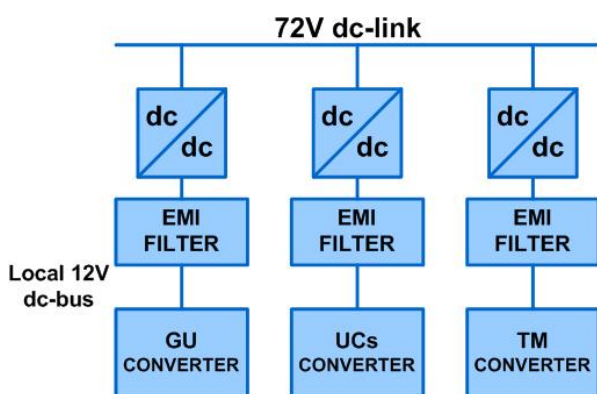 72V dc-link
dc
dc
dc
dc
dc
dc
EMI
FILTER
EMI
FILTER
EMI
FILTER
Local 12V
dc-bus
GU
CONVERTER
UCs
CONVERTER
TM
CONVERTER